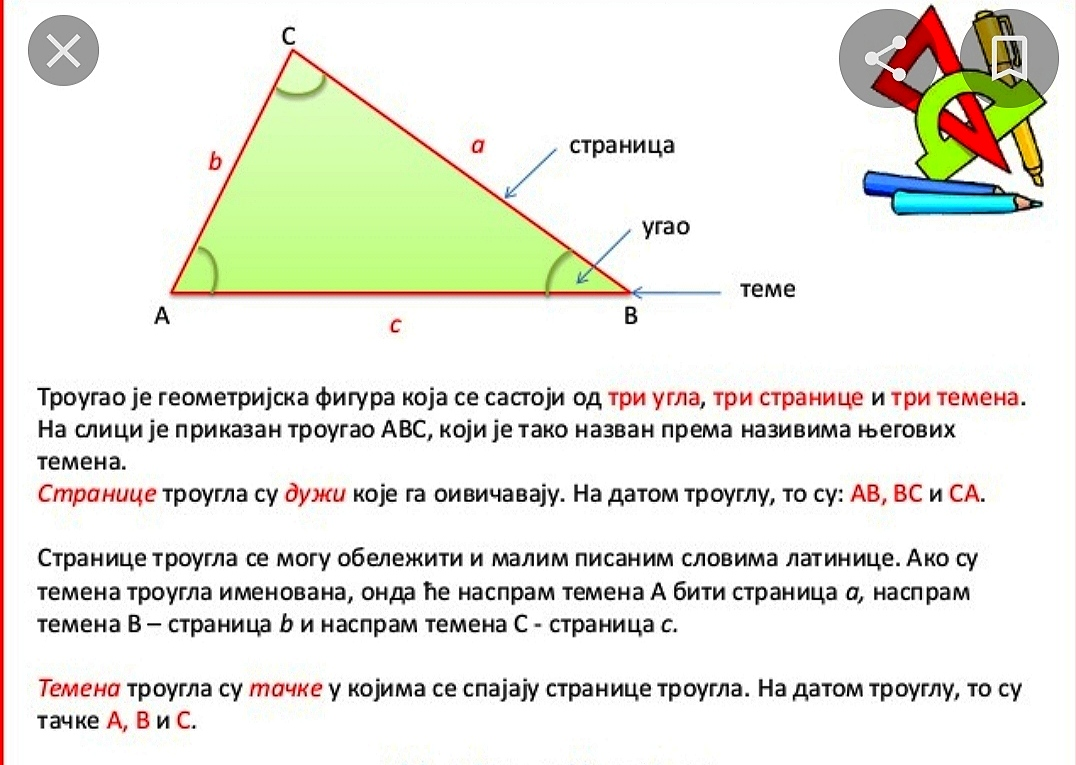 C
b
a
страница
угао
теме
A
B
c
Троугао је геометријска фигура која се састоји од три угла, три странице и три темена.
На слици је приказан троугао ABC, који је тако назван према називима његових
темена.
Странице троугла су дужи које га оивичавају. На датом троуглу, то су: AB, BC и CA.
Странице троугла се могу обележити и малим писаним словима латинице. Ако су
темена троугла именована, онда ће наспрам темена A бити страница a, наспрам
темена B – страница b и наспрам темена C - страница c.
Темена троугла су тачке у којима се спајају странице троугла. На датом троуглу, то су
тачке A, B и C.